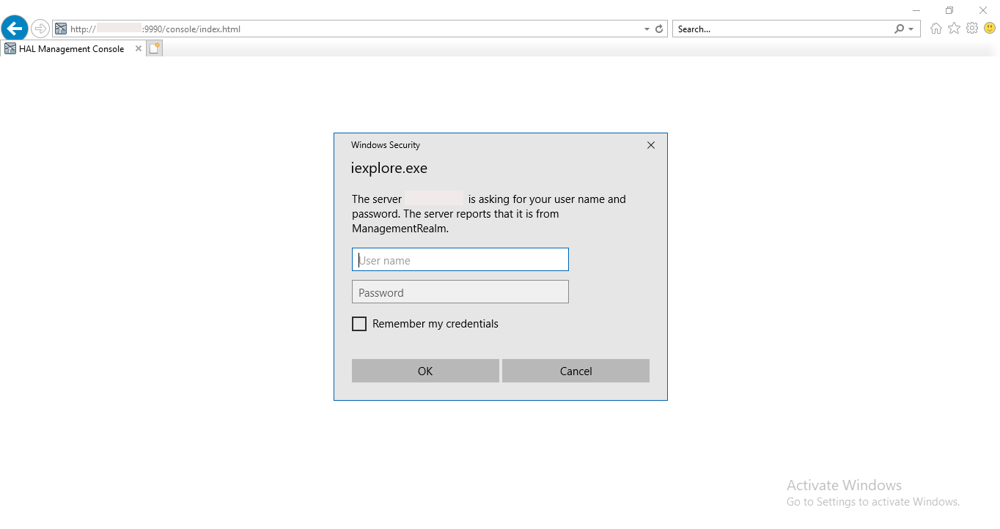 http:// :9990/console/index.html
Search...
HAL Management Console
Windows Security
iexplore.exe
The server is asking for your user name and
password. The server reports that it is from
ManagementRealm.
User name
Password
Remember my credentials
OK Cancel
Activate Windows
Go to Settings to activate Windows.